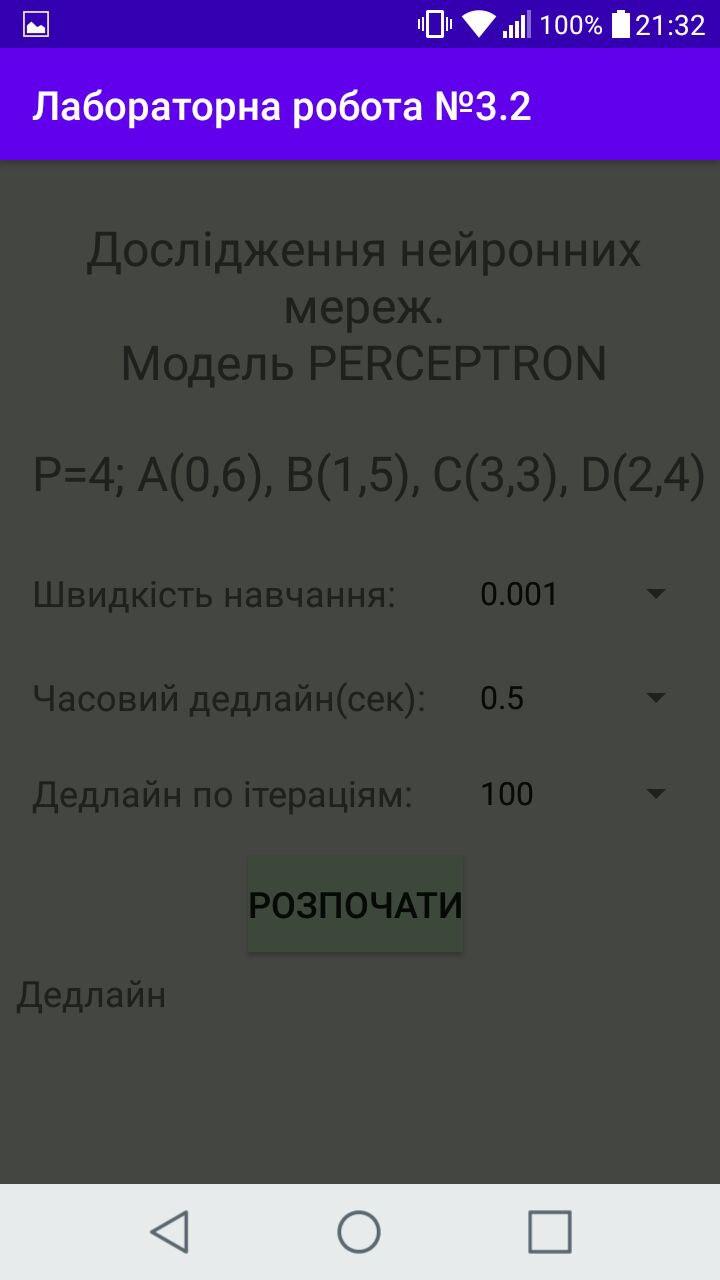 100% 21:32
Лабораторна робота №3.2
Дослідження нейронних
мереж.
Модель PERCEPTRON
P=4; A(0,6), B(1,5), C(3,3), D(2,4)
Швидкість навчання: 0.001
Часовий дедлайн(сек): 0.5
Дедлайн по ітераціям: 100
РОЗПОЧАТИ
Дедлайн